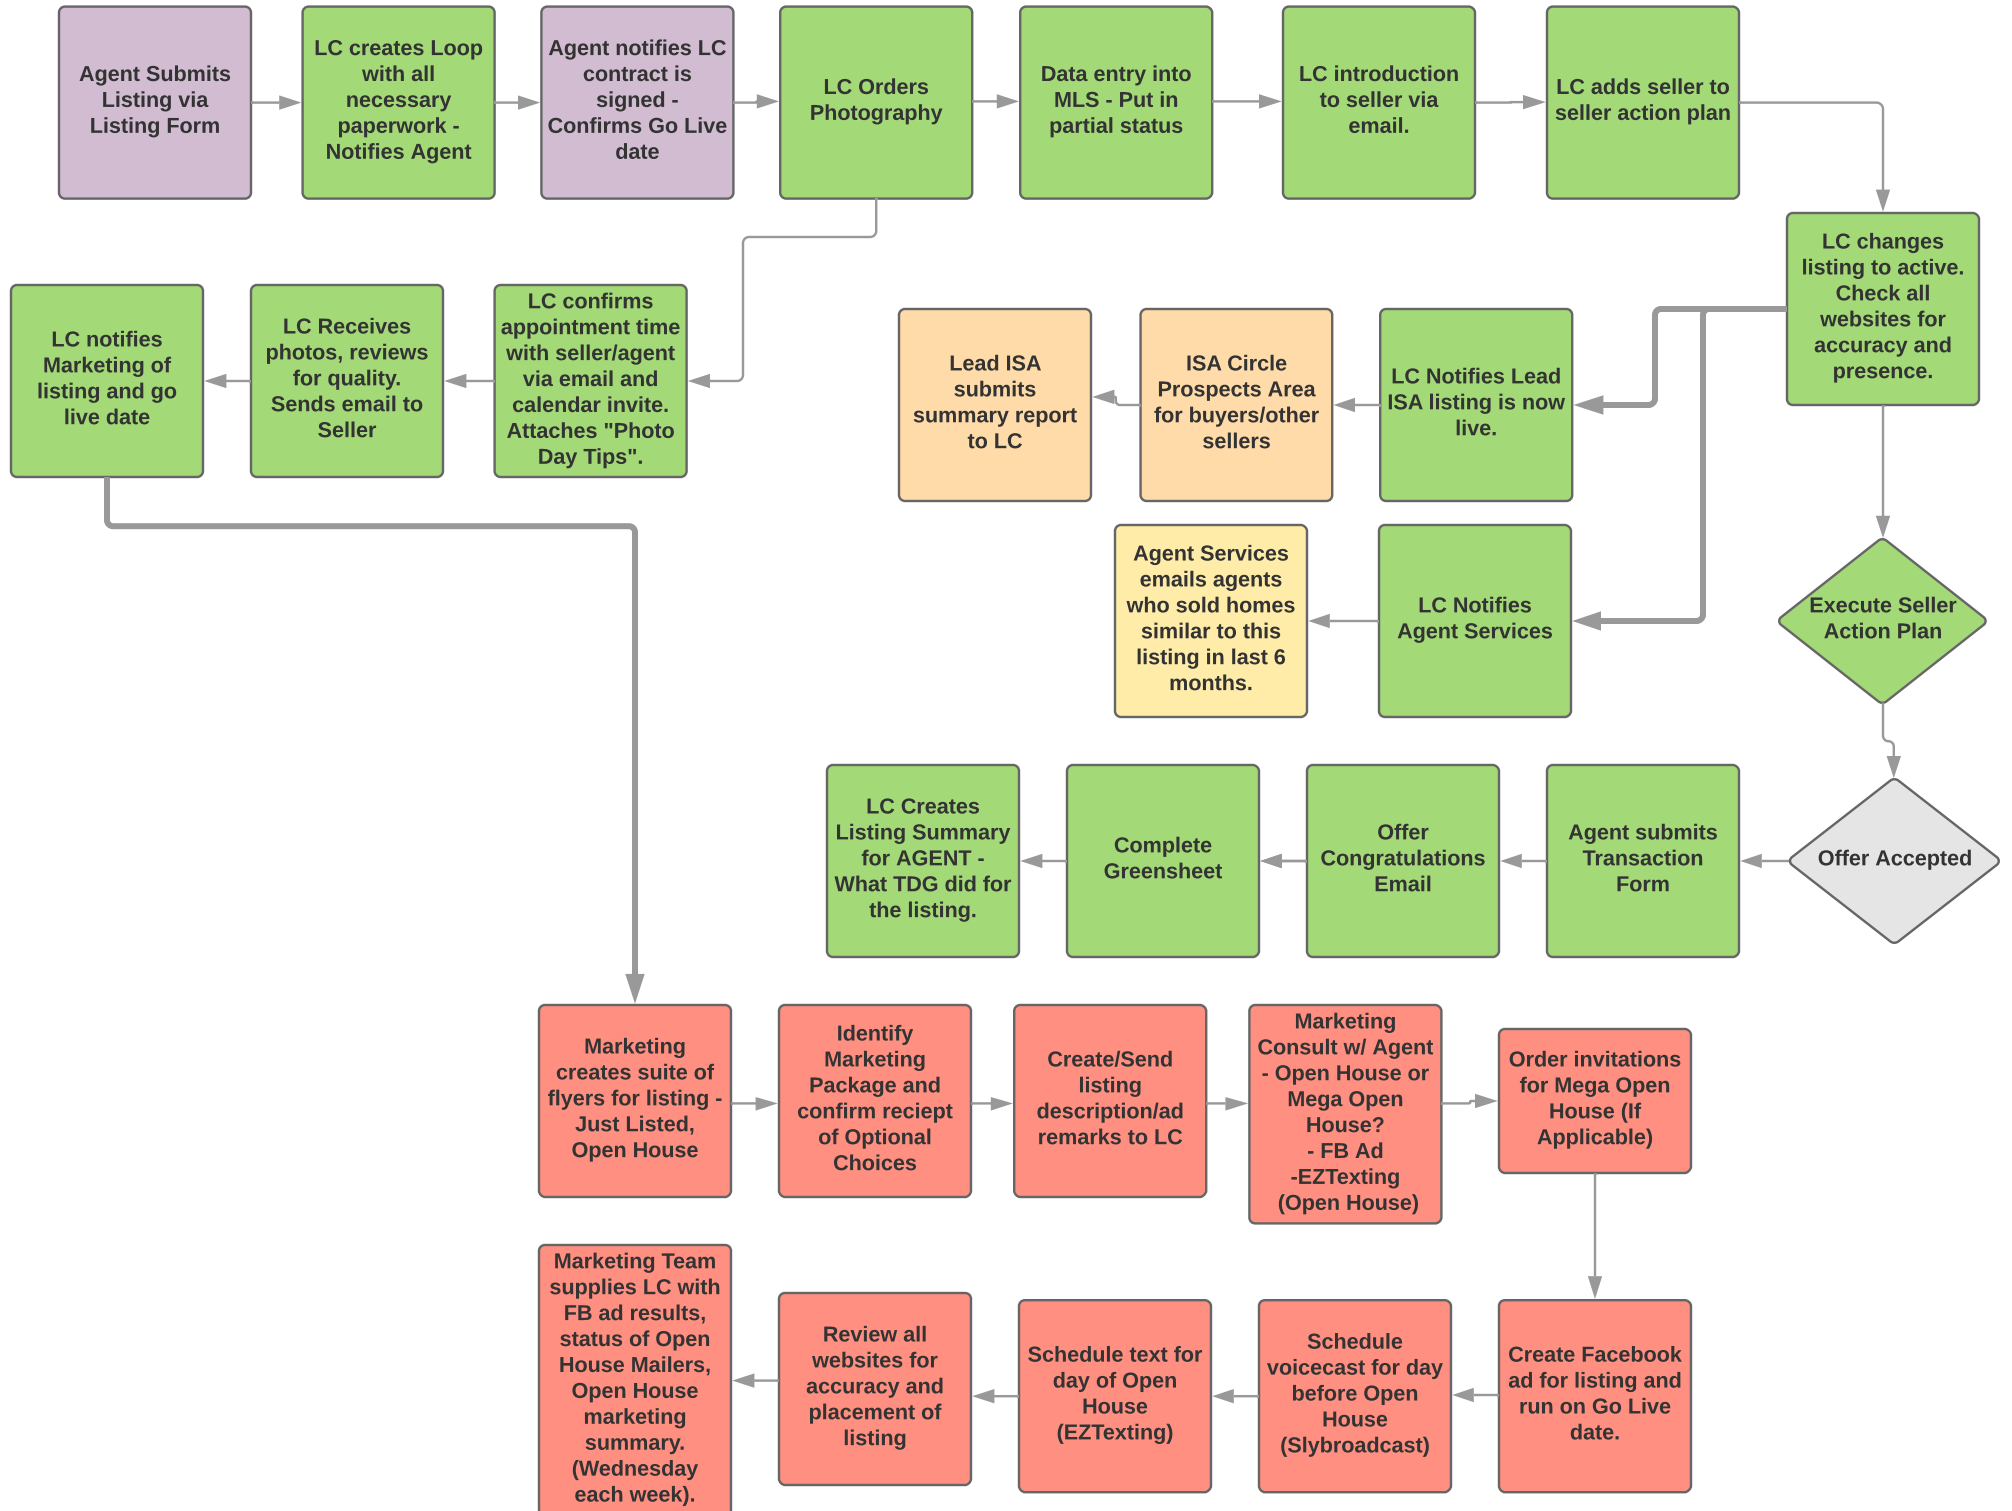 Agent Submits
Listing via
Listing Form
LC creates Loop
with all
necessary
paperwork -
Notifies Agent
Agent notifies LC
contract is
signed -
Confirms Go Live
date
LC Orders
Photography
Data entry into
MLS - Put in
partial status
LC introduction
to seller via
email.
LC adds seller to
seller action plan
LC changes
listing to active.
Check all
websites for
accuracy and
presence.
LC notifies
Marketing of
listing and go
live date
LC Receives
photos, reviews
for quality.
Sends email to
Seller
LC confirms
appointment time
with seller/agent
via email and
calendar invite.
Attaches "Photo
Day Tips".
Lead ISA
submits
summary report
to LC
ISA Circle
Prospects Area
for buyers/other
sellers
LC Notifies Lead
ISA listing is now
live.
Agent Services
emails agents
who sold homes
similar to this
listing in last 6
months.
LC Notifies
Agent Services
Execute Seller
Action Plan
LC Creates
Listing Summary
for AGENT -
What TDG did for
the listing.
Complete
Greensheet
Offer
Congratulations
Email
Agent submits
Transaction
Form
Offer Accepted
Marketing
creates suite of
flyers for listing -
Just Listed,
Open House
Identify
Marketing
Package and
confirm reciept
of Optional
Choices
Create/Send
listing
description/ad
remarks to LC
Marketing
Consult w/ Agent
- Open House or
Mega Open
House?
- FB Ad
-EZTexting
(Open House)
Order invitations
for Mega Open
House (If
Applicable)
Marketing Team
supplies LC with
FB ad results,
status of Open
House Mailers,
Open House
marketing
summary.
(Wednesday
each week).
Review all
websites for
accuracy and
placement of
listing
Schedule text for
day of Open
House
(EZTexting)
Schedule
voicecast for day
before Open
House
(Slybroadcast)
Create Facebook
ad for listing and
run on Go Live
date.